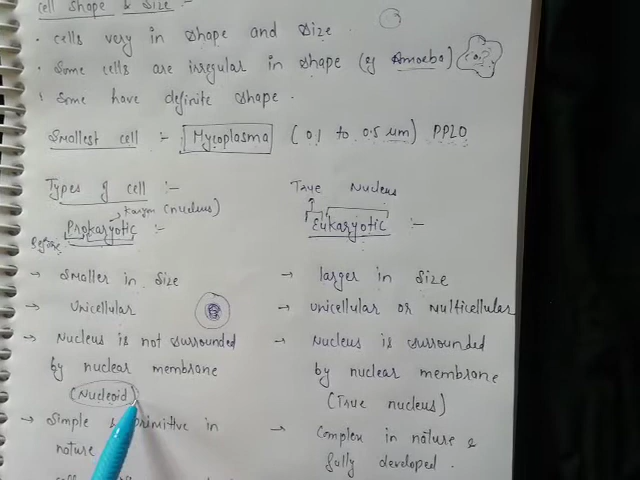 Cell Shape & Size :-
. Cells very in shape and size.
. Some cells are irregular in shape (eg Amoeba)
. Some have definite shape.
Smallest cell :- Mycoplasma (0.1 to 0.5 µm) PPLO
Types of cell :-
→ Karyon (nucleus)
Before
Prokaryotic :-
→ Smaller in size
→ Unicellular
→ Nucleus is not surrounded
by nuclear membrane
(Nucleoid)
→ Simple & primitive in
nature
True Nucleus
Eukaryotic :-
→ larger in size
→ Unicellular or Multicellular
→ Nucleus is surrounded
by nuclear membrane
(True nucleus)
→ Complex in nature &
fully developed.